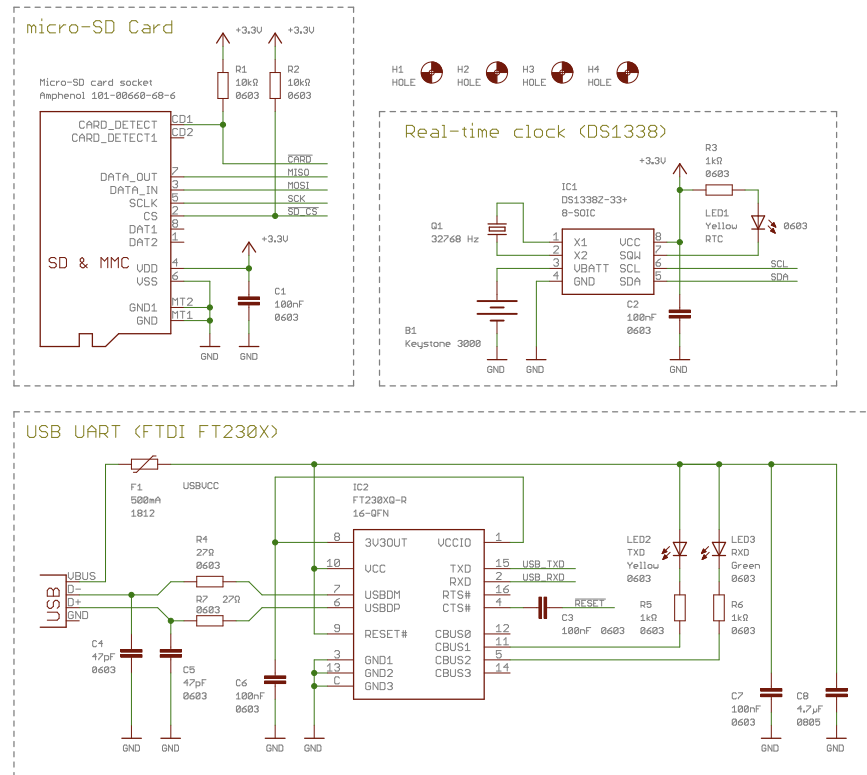 micro-SD Card
+3.3V
+3.3V
R1
10kΩ
0603
R2
10kΩ
0603
Micro-SD card socket
Amphenol 101-00660-68-6
CARD_DETECT CD1
CARD_DETECT1 CD2
CARD
DATA_OUT 7 MISO
DATA_IN 3 MOSI
SCLK 5 SCK
CS 2 SD_CS
DAT1 8
DAT2 1
+3.3V
SD & MMC
VDD 4
VSS 6
GND1 MT2
GND MT1
C1
100nF
0603
GND
GND
H1
HOLE
H2
HOLE
H3
HOLE
H4
HOLE
Real-time clock (DS1338)
+3.3V
R3
1kΩ
0603
IC1
DS1338Z-33+
8-SOIC
LED1
Yellow
RTC
0603
Q1
32768 Hz
1 X1 VCC 8
2 X2 SQW 7
3 VBATT SCL 6 SCL
4 GND SDA 5 SDA
C2
100nF
0603
B1
Keystone 3000
GND
GND
GND
USB UART (FTDI FT230X)
F1
500mA
1812
USBVCC
IC2
FT230XQ-R
16-QFN
8 3V3OUT VCCIO 1
10 VCC TXD 15 USB_TXD
RXD 2 USB_RXD
7 USBDM RTS# 16
6 USBDP CTS# 4
9 RESET# CBUS0 12
CBUS1 11
3 GND1 CBUS2 5
13 GND2 CBUS3 14
C GND3
R4
27Ω
0603
R7 27Ω
0603
USB
VBUS
D-
D+
GND
C4
47pF
0603
C5
47pF
0603
C6
100nF
0603
RESET
C3
100nF 0603
LED2
TXD
Yellow
0603
LED3
RXD
Green
0603
R5
1kΩ
0603
R6
1kΩ
0603
C7
100nF
0603
C8
4.7µF
0805
GND
GND
GND
GND
GND
GND